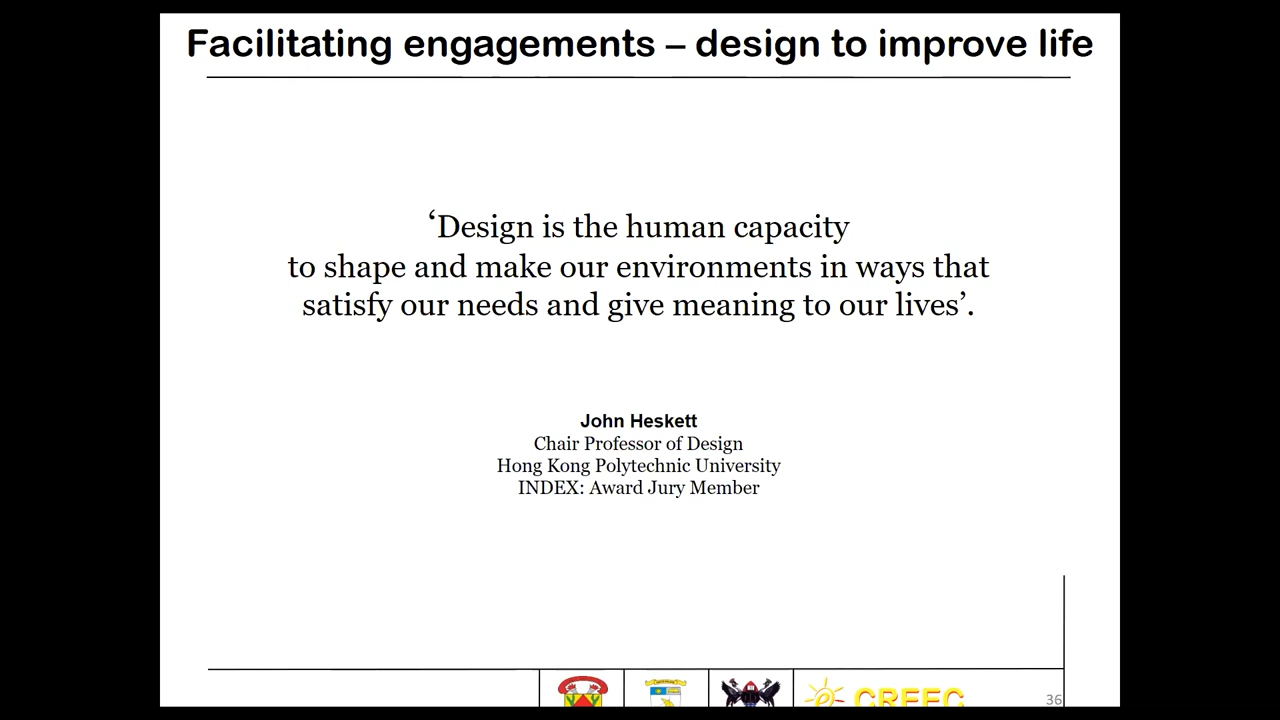 Facilitating engagements – design to improve life
‘Design is the human capacity
to shape and make our environments in ways that
satisfy our needs and give meaning to our lives’.
John Heskett
Chair Professor of Design
Hong Kong Polytechnic University
INDEX: Award Jury Member
CREEC
36